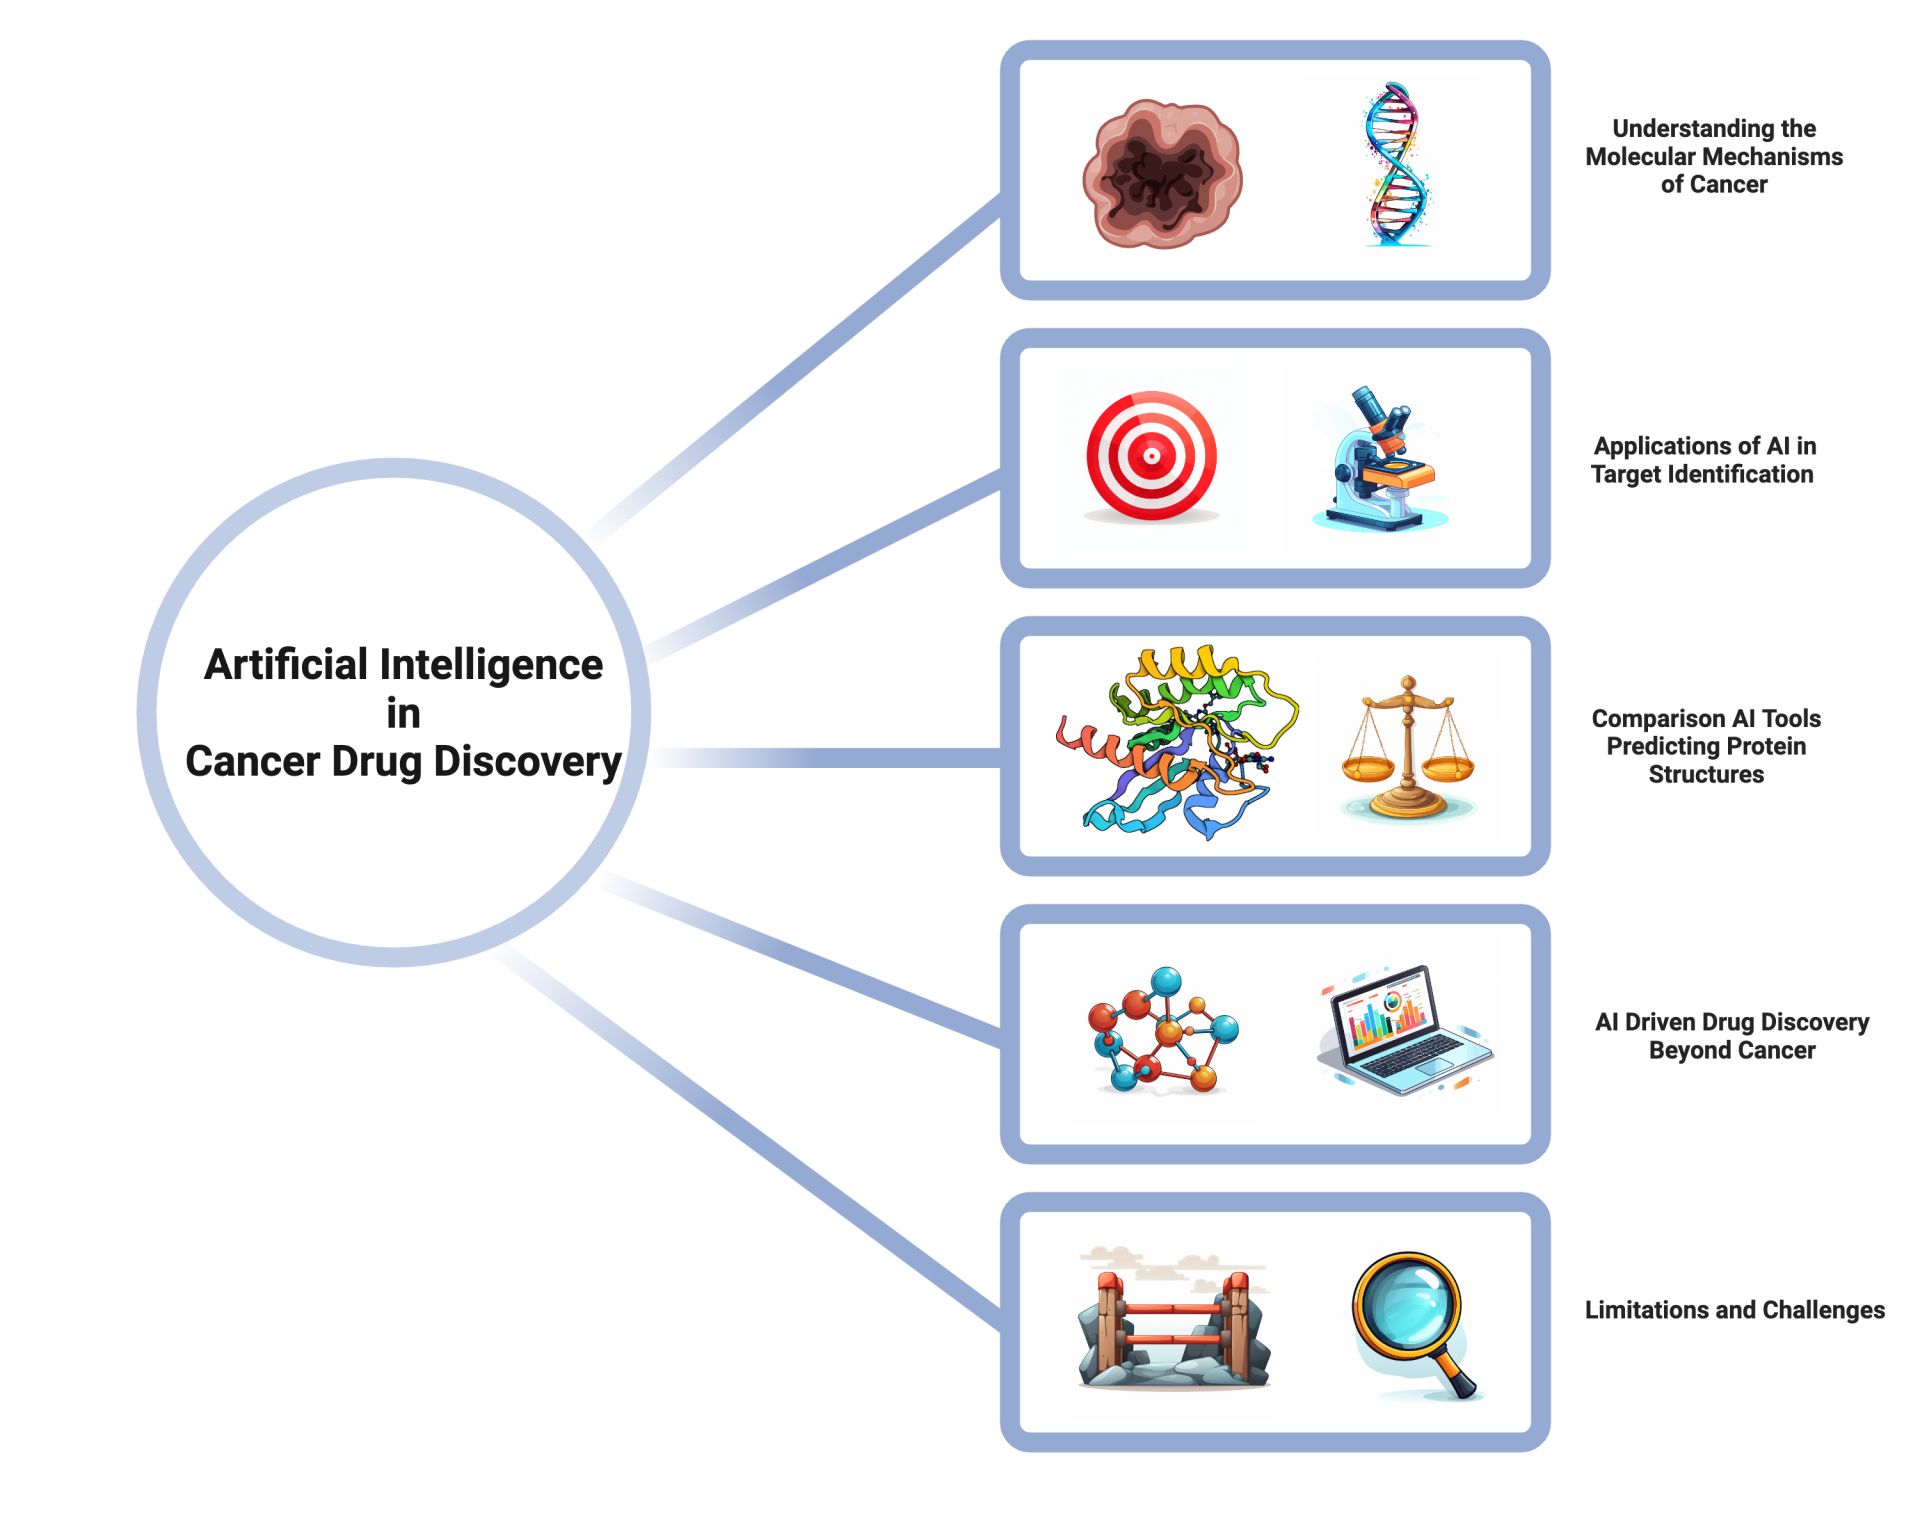 Artificial Intelligence
in
Cancer Drug Discovery
Understanding the
Molecular Mechanisms
of Cancer
Applications of AI in
Target Identification
Comparison AI Tools
Predicting Protein
Structures
AI Driven Drug Discovery
Beyond Cancer
Limitations and Challenges